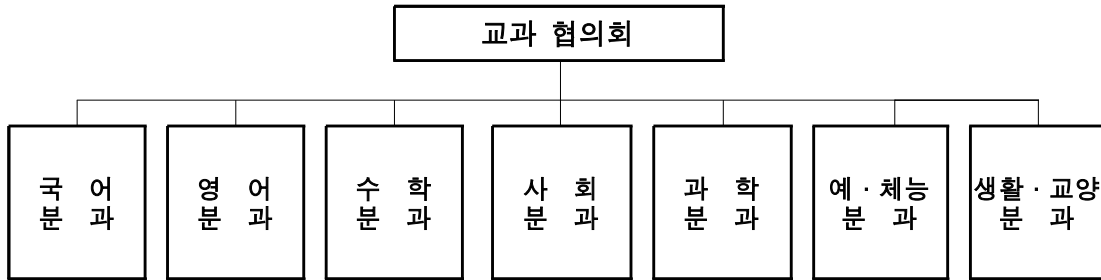 교과 협의회
국 어
분 과
영 어
분 과
수 학
분 과
사 회
분 과
과 학
분 과
예 · 체능
분 과
생활 · 교양
분 과